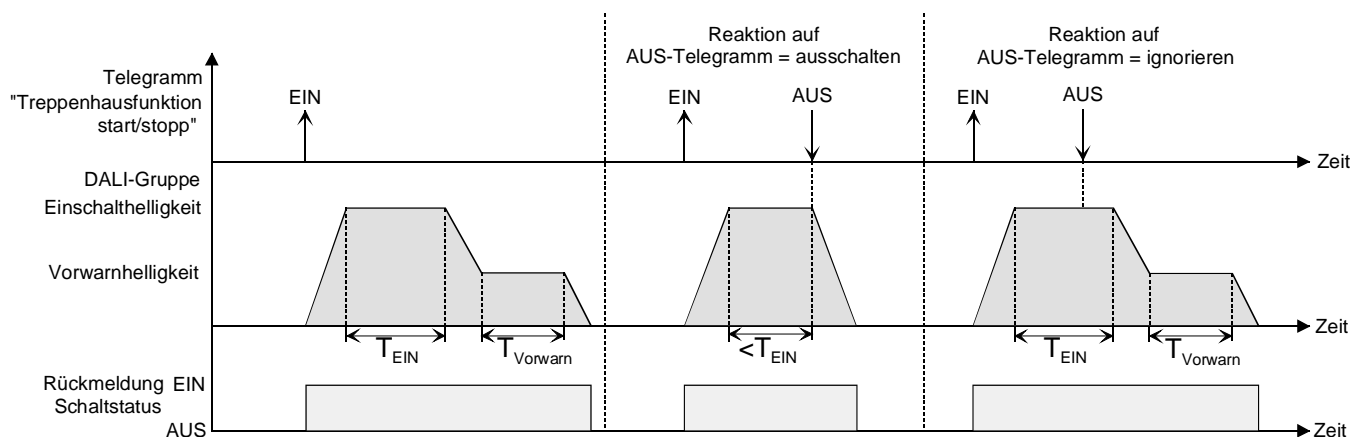 Reaktion auf
AUS-Telegramm = ausschalten
Reaktion auf
AUS-Telegramm = ignorieren
Telegramm
"Treppenhausfunktion
start/stopp"
EIN
EIN
AUS
EIN
AUS
Zeit
DALI-Gruppe
Einschalthelligkeit
Vorwarnhelligkeit
Zeit
TEIN
TVorwarn
<TEIN
TEIN
TVorwarn
Rückmeldung EIN
Schaltstatus
AUS
Zeit